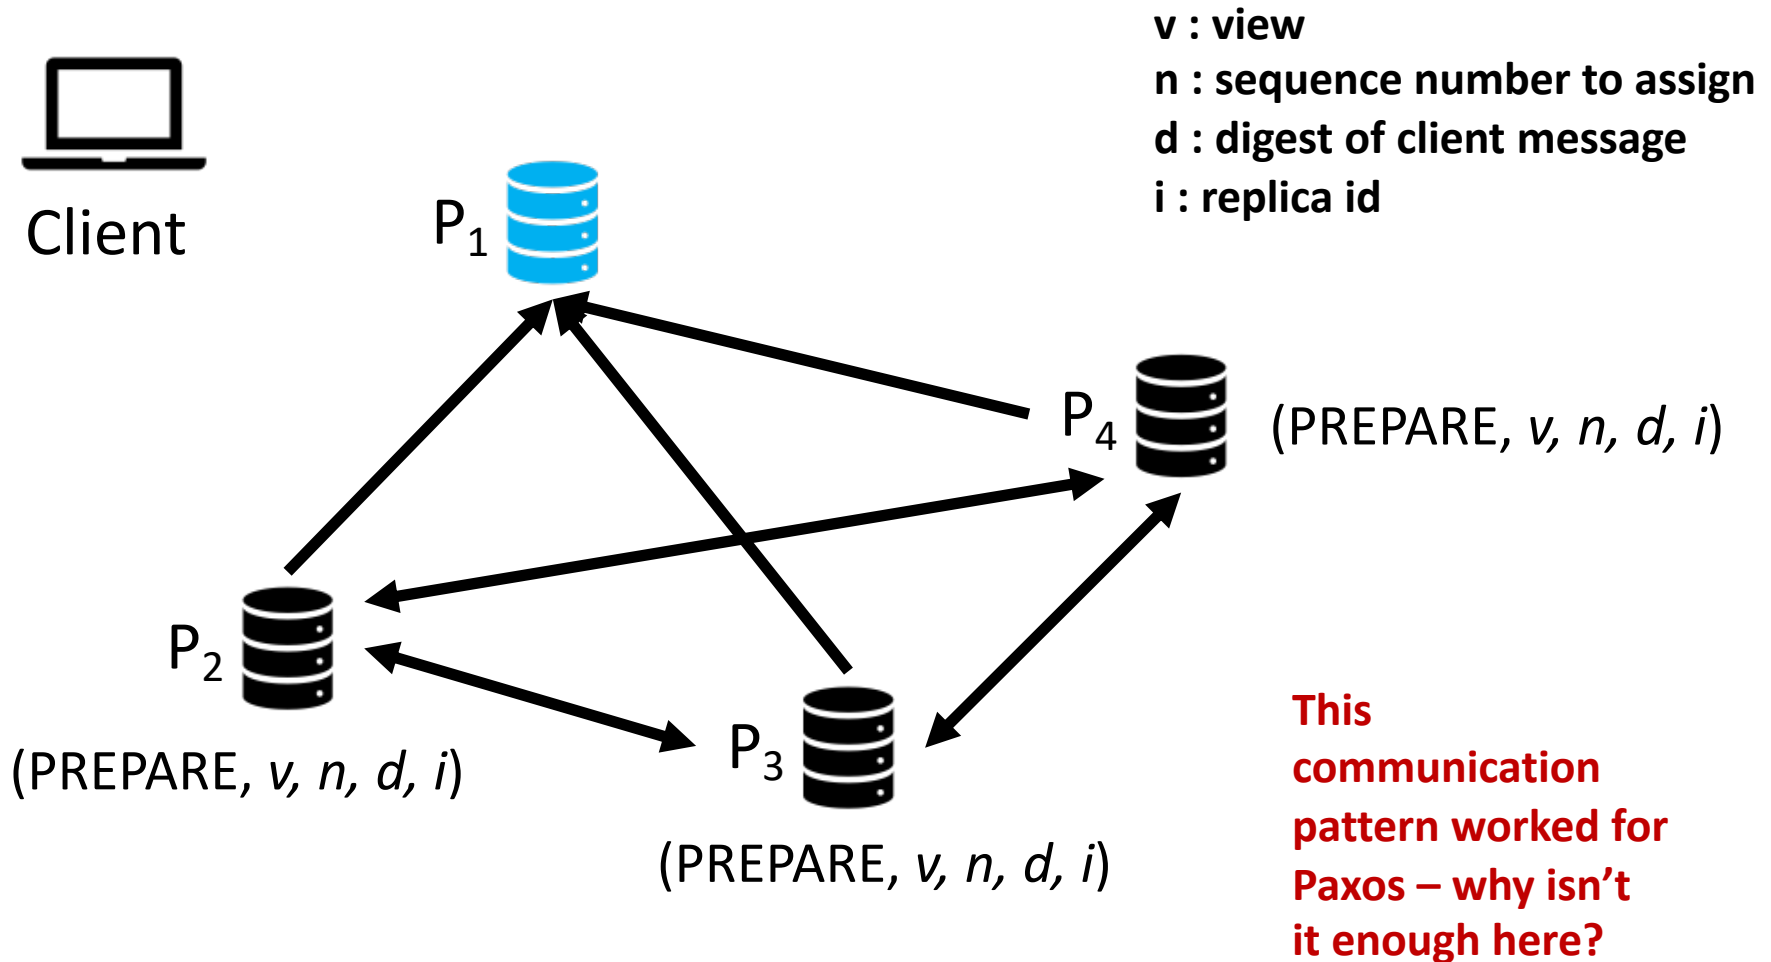 v : view
n : sequence number to assign
d : digest of client message
i : replica id
Client
P1
P4
(PREPARE, v, n, d, i)
P2
(PREPARE, v, n, d, i)
P3
(PREPARE, v, n, d, i)
This
communication
pattern worked for
Paxos – why isn’t
it enough here?